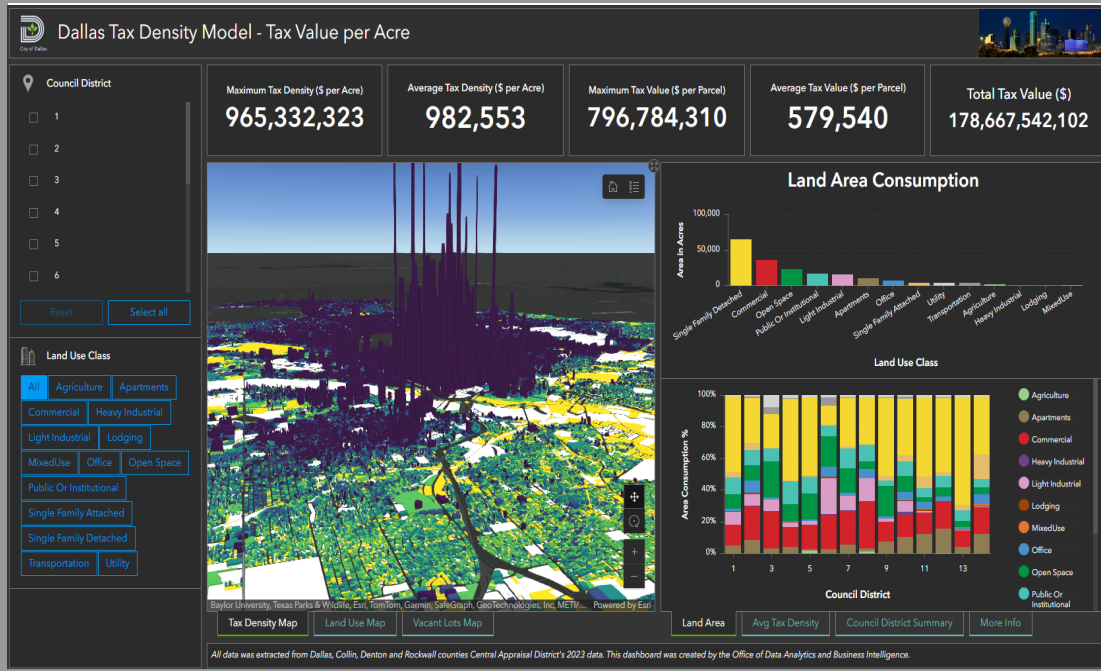 City of Dallas
Dallas Tax Density Model - Tax Value per Acre
Council District
1
2
3
4
5
6
Reset
Select all
Land Use Class
All
Agriculture
Apartments
Commercial
Heavy Industrial
Light Industrial
Lodging
MixedUse
Office
Open Space
Public Or Institutional
Single Family Attached
Single Family Detached
Transportation
Utility
Maximum Tax Density ($ per Acre)
965,332,323
Average Tax Density ($ per Acre)
982,553
Maximum Tax Value ($ per Parcel)
796,784,310
Average Tax Value ($ per Parcel)
579,540
Total Tax Value ($)
178,667,542,102
Baylor University, Texas Parks & Wildlife, Esri, TomTom, Garmin, SafeGraph, GeoTechnologies, Inc, METI/...
Powered by Esri
Tax Density Map
Land Use Map
Vacant Lots Map
Land Area Consumption
Area in Acres
100,000
50,000
0
Single Family Detached
Commercial
Open Space
Public Or Institutional
Light Industrial
Apartments
Office
Single Family Attached
Utility
Transportation
Agriculture
Heavy Industrial
Lodging
MixedUse
Land Use Class
Area Consumption %
100%
80%
60%
40%
20%
0%
1
3
5
7
9
11
13
Council District
Agriculture
Apartments
Commercial
Heavy Industrial
Light Industrial
Lodging
MixedUse
Office
Open Space
Public Or
Institutional
Land Area
Avg Tax Density
Council District Summary
More Info
All data was extracted from Dallas, Collin, Denton and Rockwall counties Central Appraisal District's 2023 data. This dashboard was created by the Office of Data Analytics and Business Intelligence.